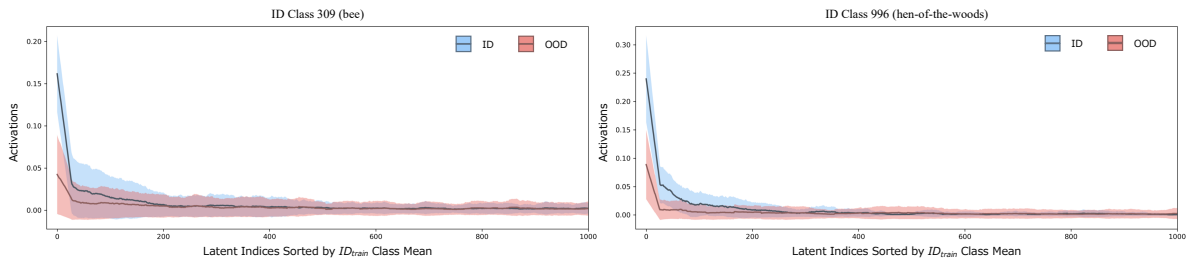 ID Class 309 (bee)
ID
OOD
0.20
0.15
0.10
0.05
0.00
Activations
0
200
400
600
800
1000
Latent Indices Sorted by ID_train Class Mean
ID Class 996 (hen-of-the-woods)
ID
OOD
0.30
0.25
0.20
0.15
0.10
0.05
0.00
Activations
0
200
400
600
800
1000
Latent Indices Sorted by ID_train Class Mean